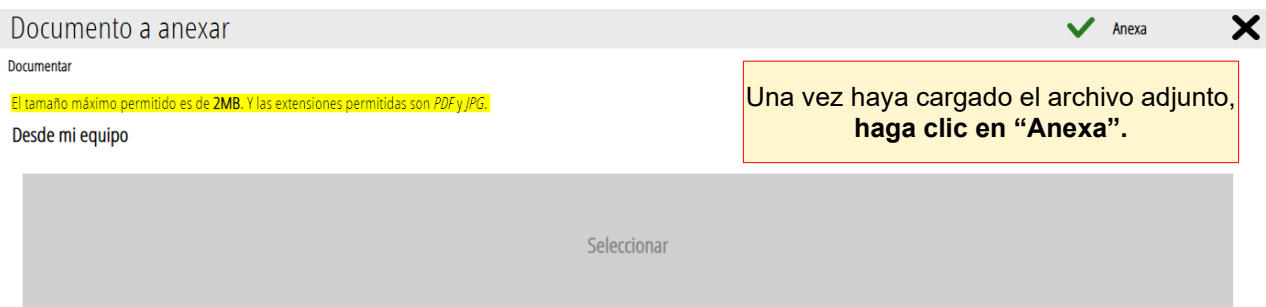 Documento a anexar
Anexa
Documentar
El tamaño máximo permitido es de 2MB. Y las extensiones permitidas son PDF y JPG.
Desde mi equipo
Una vez haya cargado el archivo adjunto,
haga clic en “Anexa”.
Seleccionar